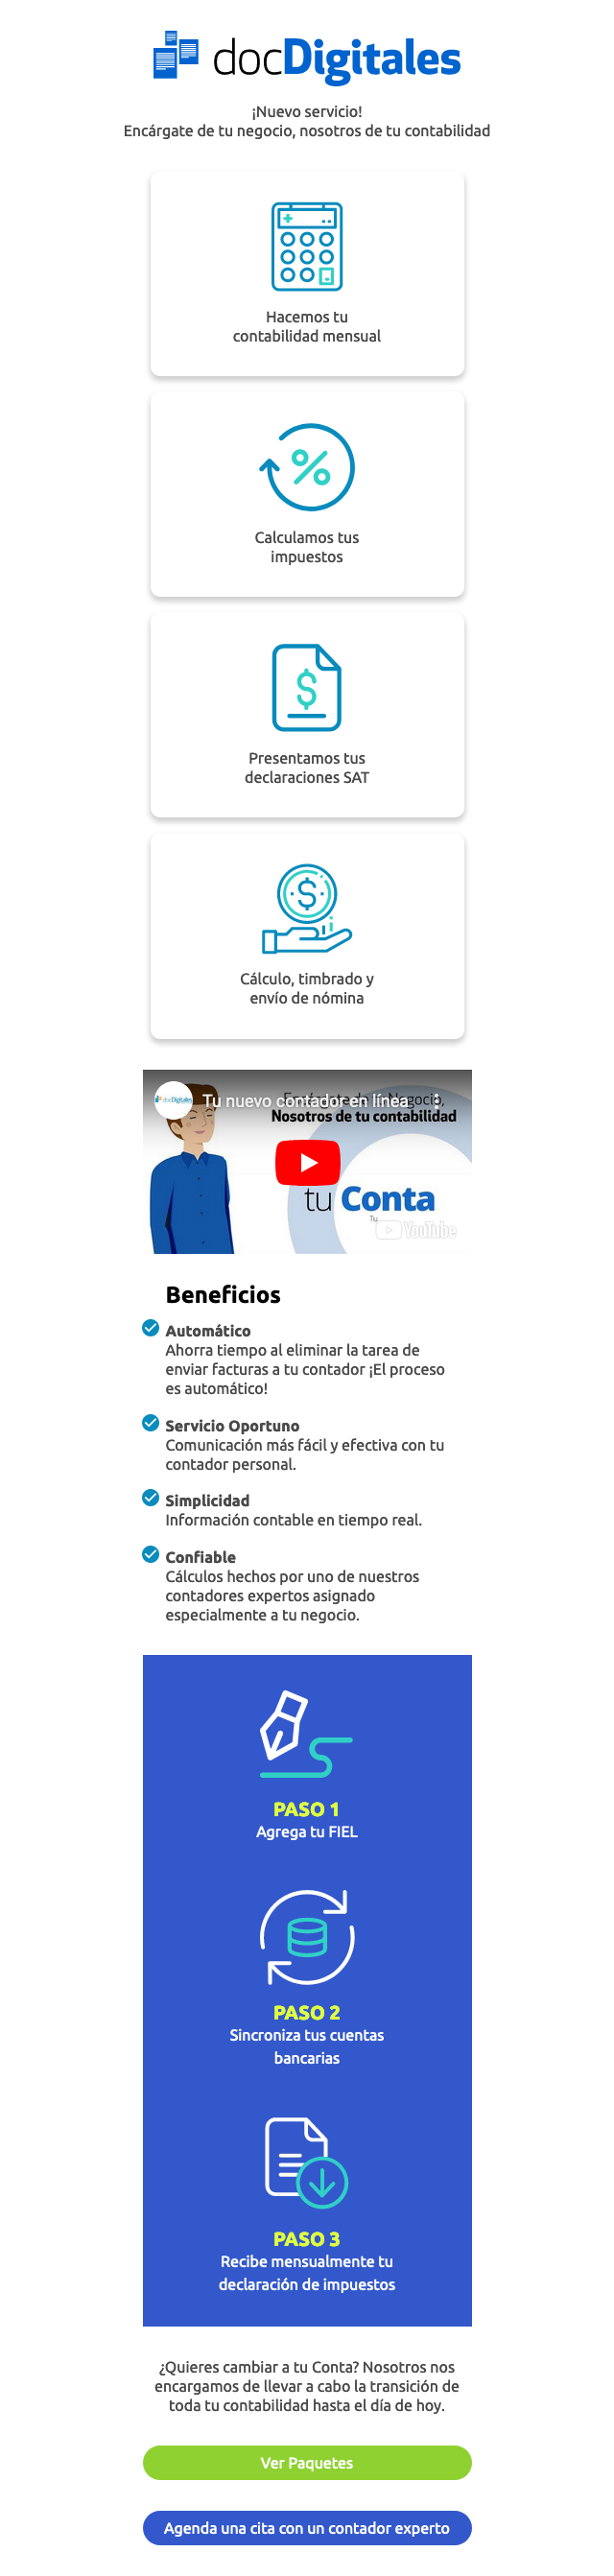 docDigitales
¡Nuevo servicio!
Encárgate de tu negocio, nosotros de tu contabilidad
Hacemos tu
contabilidad mensual
Calculamos tus
impuestos
Presentamos tus
declaraciones SAT
Cálculo, timbrado y
envío de nómina
docDigitales
Tu nuevo contador en línea
Negocio,
Nosotros de tu contabilidad
tu Conta
Tu
YouTube
Beneficios
Automático
Ahorra tiempo al eliminar la tarea de
enviar facturas a tu contador ¡El proceso
es automático!
Servicio Oportuno
Comunicación más fácil y efectiva con tu
contador personal.
Simplicidad
Información contable en tiempo real.
Confiable
Cálculos hechos por uno de nuestros
contadores expertos asignado
especialmente a tu negocio.
PASO 1
Agrega tu FIEL
PASO 2
Sincroniza tus cuentas
bancarias
PASO 3
Recibe mensualmente tu
declaración de impuestos
¿Quieres cambiar a tu Conta? Nosotros nos
encargamos de llevar a cabo la transición de
toda tu contabilidad hasta el día de hoy.
Ver Paquetes
Agenda una cita con un contador experto